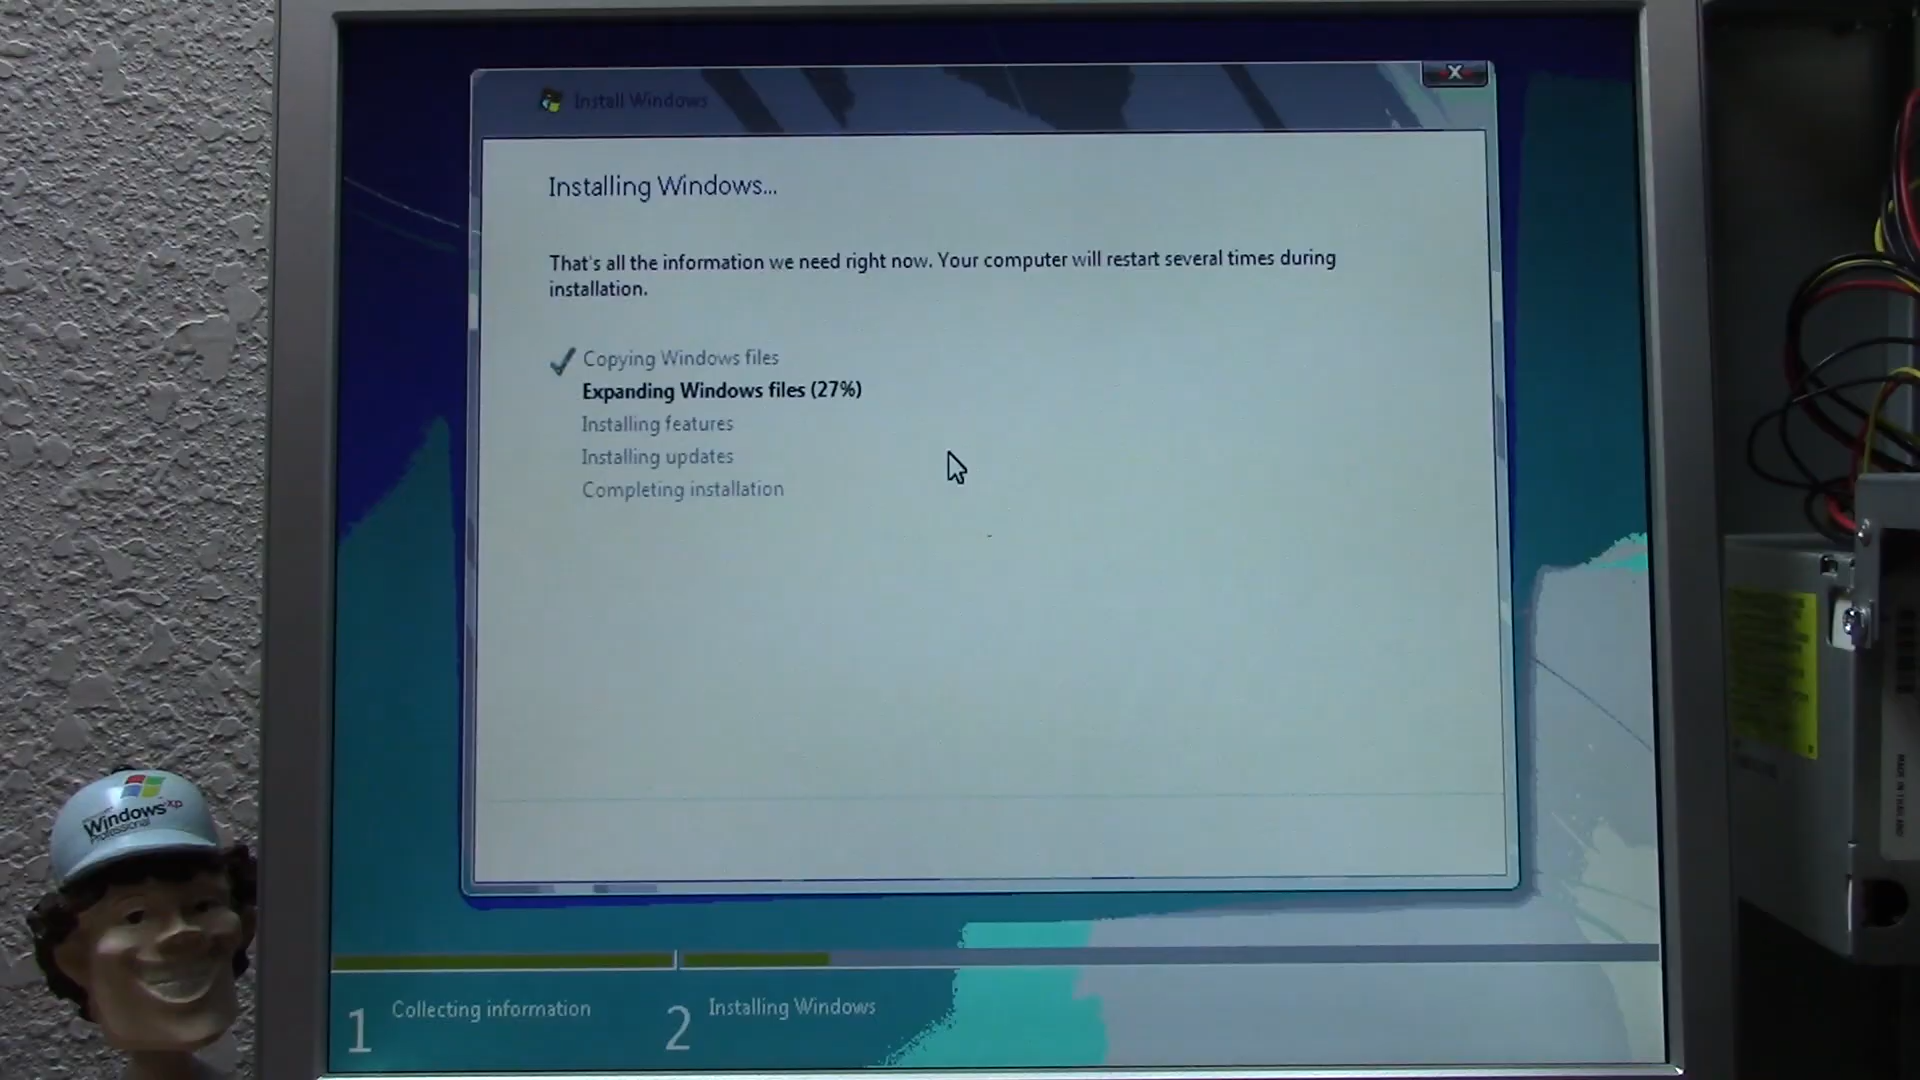 Install Windows
X
Installing Windows...
That's all the information we need right now. Your computer will restart several times during
installation.
Copying Windows files
Expanding Windows files (27%)
Installing features
Installing updates
Completing installation
1 Collecting information
2 Installing Windows
Windows xp
Professional